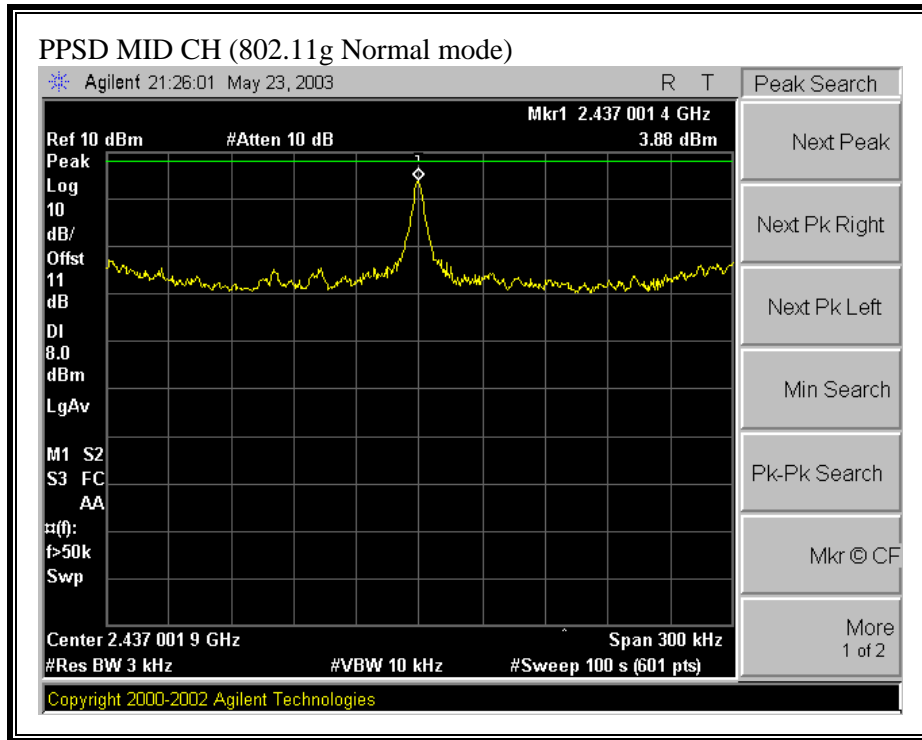 PPSD MID CH (802.11g Normal mode)
Agilent 21:26:01 May 23, 2003 R T
Peak Search
Mkr1 2.437 001 4 GHz
Ref 10 dBm #Atten 10 dB 3.88 dBm
Peak
Log
10
dB/
Offst
11
dB
DI
8.0
dBm
LgAv
M1 S2
S3 FC
AA
¤(f):
f>50k
Swp
1
Center 2.437 001 9 GHz Span 300 kHz
#Res BW 3 kHz #VBW 10 kHz #Sweep 100 s (601 pts)
Copyright 2000-2002 Agilent Technologies
Next Peak
Next Pk Right
Next Pk Left
Min Search
Pk-Pk Search
Mkr © CF
More
1 of 2